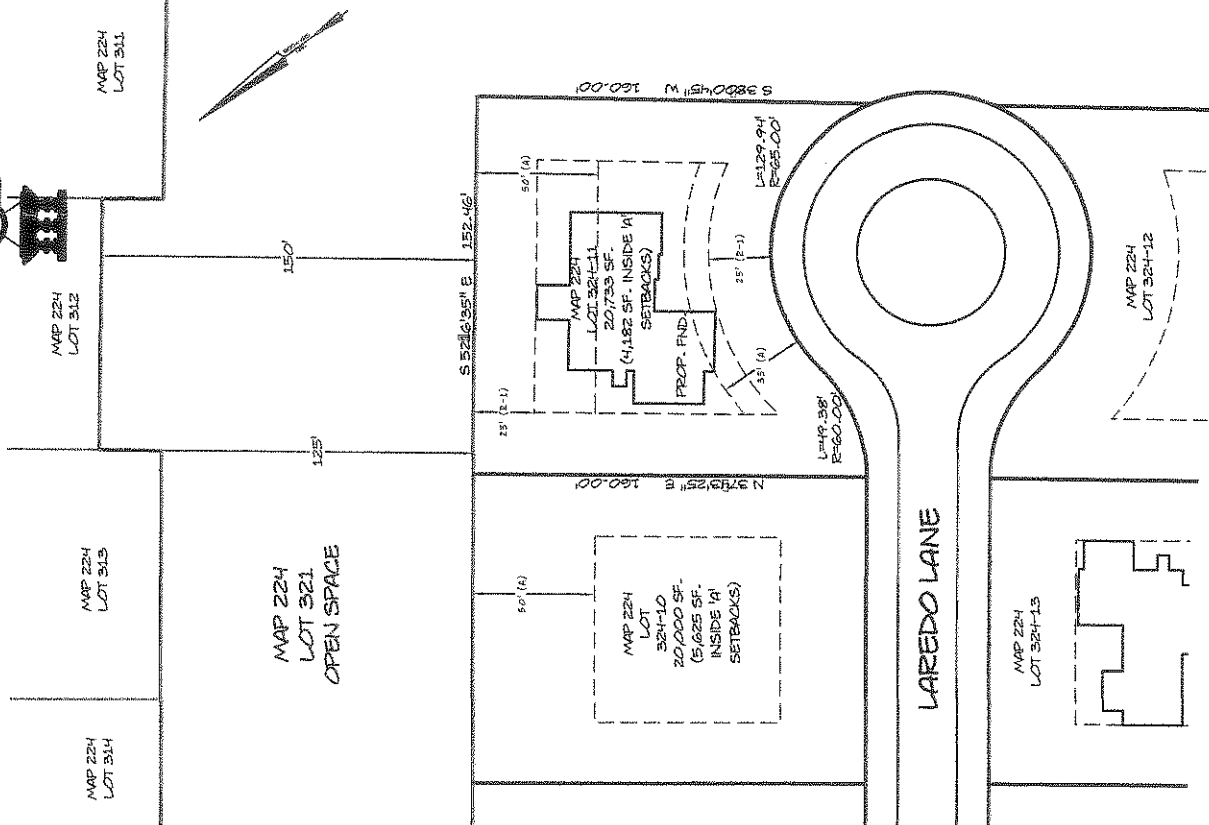 MAP 224
LOT 311
MAP 224
LOT 312
MAP 224
LOT 313
MAP 224
LOT 314
150'
125'
MAP 224
LOT 321
OPEN SPACE
S 52°16'35" E 152.46'
S 38°00'45" W 160.00'
N 37°43'25" E 160.00'
50' (A)
25' (R-1)
MAP 224
LOT 324-11
20,733 SF.
(4,182 SF. INSIDE 'A'
SETBACKS)
PROP. FND.
25' (R-1)
35' (A)
L=129.94'
R=65.00'
L=49.38'
R=60.00'
50' (A)
MAP 224
LOT
324-10
20,000 SF.
(5,625 SF.
INSIDE 'A'
SETBACKS)
LAREDO LANE
MAP 224
LOT 324-12
MAP 224
LOT 324-13